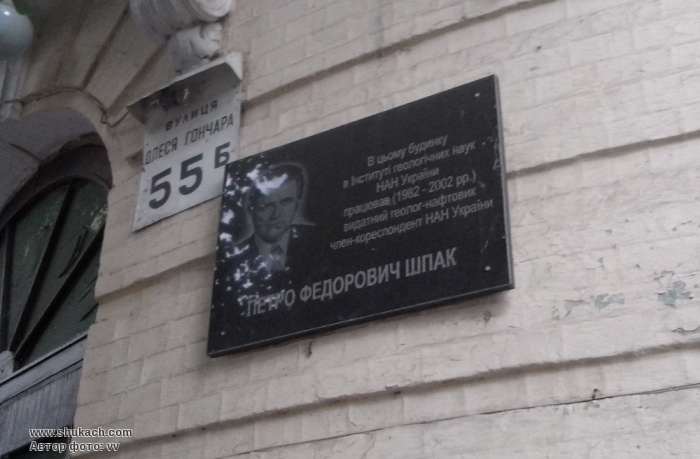 ВУЛИЦЯ
ОЛЕСЯ ГОНЧАРА
55 Б
В цьому будинку
в Інституті геологічних наук
НАН України
працював (1982 - 2002 рр.)
видатний геолог-нафтовик
член-кореспондент НАН України
ПЕТРО ФЕДОРОВИЧ ШПАК
www.shukach.com
Автор фото: vv